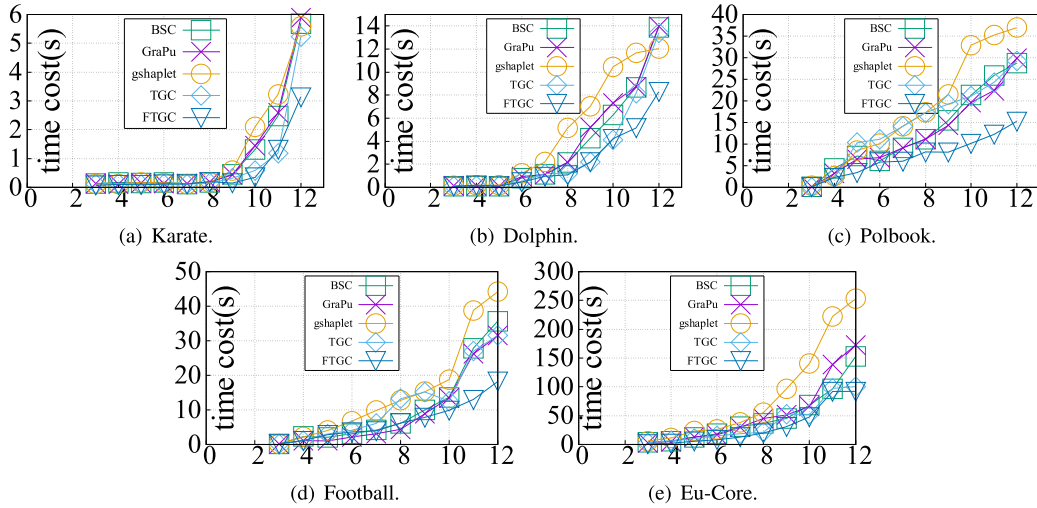 time cost(s)
6
5
4
3
2
1
0
BSC
GraPu
gshaplet
TGC
FTGC
0 2 4 6 8 10 12
(a) Karate.
time cost(s)
14
12
10
8
6
4
2
0
BSC
GraPu
gshaplet
TGC
FTGC
0 2 4 6 8 10 12
(b) Dolphin.
time cost(s)
40
35
30
25
20
15
10
5
0
BSC
GraPu
gshaplet
TGC
FTGC
0 2 4 6 8 10 12
(c) Polbook.
time cost(s)
50
40
30
20
10
0
BSC
GraPu
gshaplet
TGC
FTGC
0 2 4 6 8 10 12
(d) Football.
time cost(s)
300
250
200
150
100
50
0
BSC
GraPu
gshaplet
TGC
FTGC
0 2 4 6 8 10 12
(e) Eu-Core.